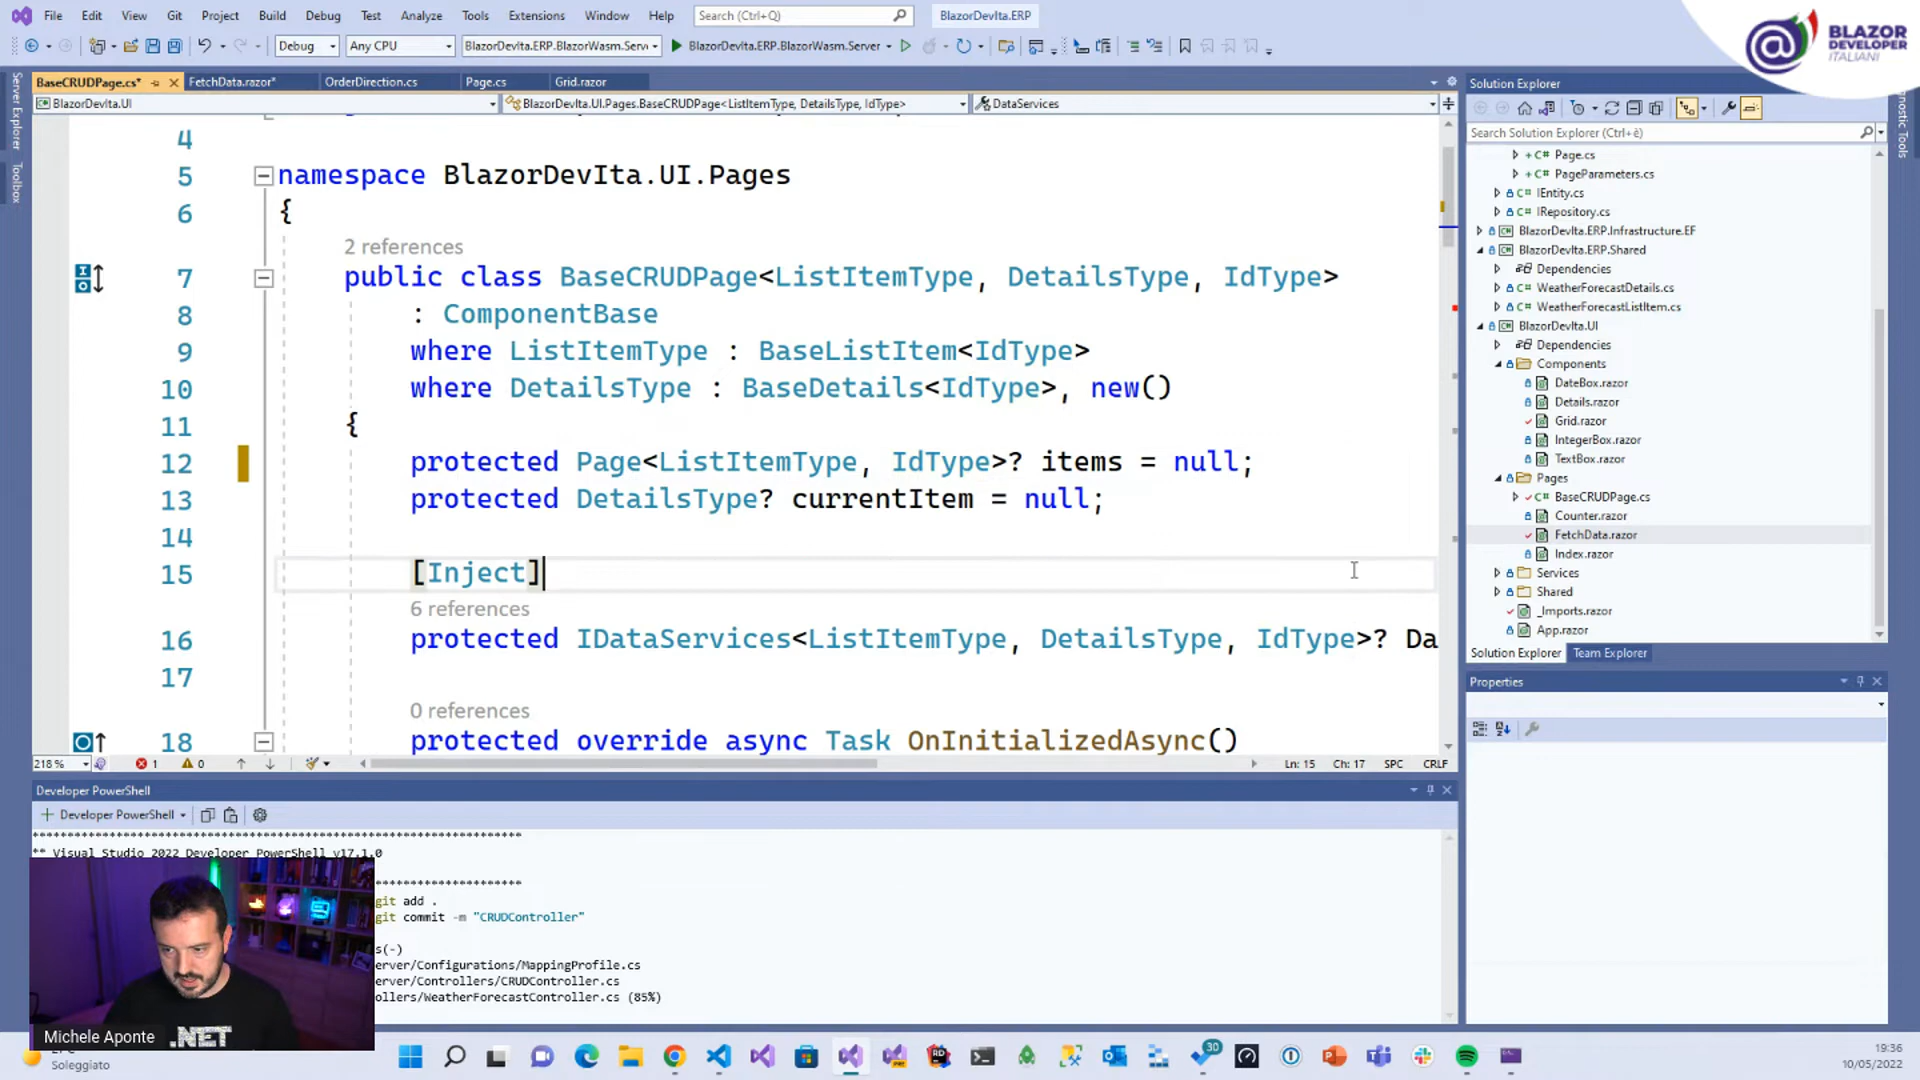 File Edit View Git Project Build Debug Test Analyze Tools Extensions Window Help Search (Ctrl+Q) BlazorDevIta.ERP
Debug Any CPU BlazorDevIta.ERP.BlazorWasm.Serv BlazorDevIta.ERP.BlazorWasm.Server
BLAZOR
DEVELOPER
ITALIANI
Server Explorer
Toolbox
BaseCRUDPage.cs* FetchData.razor* OrderDirection.cs Page.cs Grid.razor
BlazorDevIta.UI BlazorDevIta.UI.Pages.BaseCRUDPage<ListItemType, DetailsType, IdType> DataServices
4
5 namespace BlazorDevIta.UI.Pages
6 {
2 references
7 public class BaseCRUDPage<ListItemType, DetailsType, IdType>
8 : ComponentBase
9 where ListItemType : BaseListItem<IdType>
10 where DetailsType : BaseDetails<IdType>, new()
11 {
12 protected Page<ListItemType, IdType>? items = null;
13 protected DetailsType? currentItem = null;
14
15 [Inject]
6 references
16 protected IDataServices<ListItemType, DetailsType, IdType>? Da
17
0 references
18 protected override async Task OnInitializedAsync()
218 % 1 0 Ln: 15 Ch: 17 SPC CRLF
Solution Explorer
Search Solution Explorer (Ctrl+è)
Page.cs
PageParameters.cs
IEntity.cs
IRepository.cs
BlazorDevIta.ERP.Infrastructure.EF
BlazorDevIta.ERP.Shared
Dependencies
WeatherForecastDetails.cs
WeatherForecastListItem.cs
BlazorDevIta.UI
Dependencies
Components
DateBox.razor
Details.razor
Grid.razor
IntegerBox.razor
TextBox.razor
Pages
BaseCRUDPage.cs
Counter.razor
FetchData.razor
Index.razor
Services
Shared
_Imports.razor
App.razor
Solution Explorer Team Explorer
Properties
Developer PowerShell
Developer PowerShell
**********************************************************************
** Visual Studio 2022 Developer PowerShell v17.1.0
git add .
git commit -m "CRUDController"
s(-)
erver/Configurations/MappingProfile.cs
erver/Controllers/CRUDController.cs
ollers/WeatherForecastController.cs (85%)
Michele Aponte
.NET
Soleggiato
30
19:36
10/05/2022